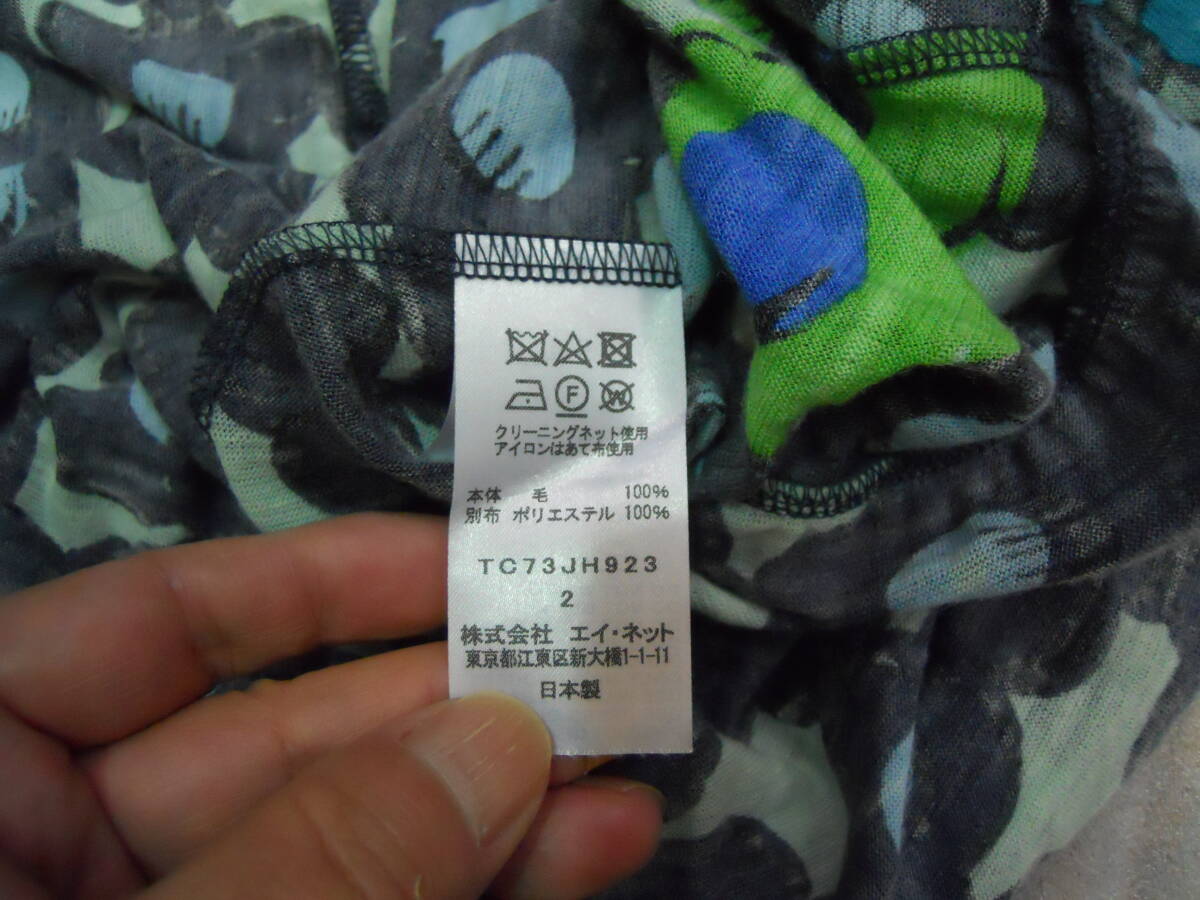 F
W
クリーニングネット使用
アイロンはあて布使用
本体 毛 100%
別布 ポリエステル 100%
TC73JH923
2
株式会社 エイ・ネット
東京都江東区新大橋1-1-11
日本製